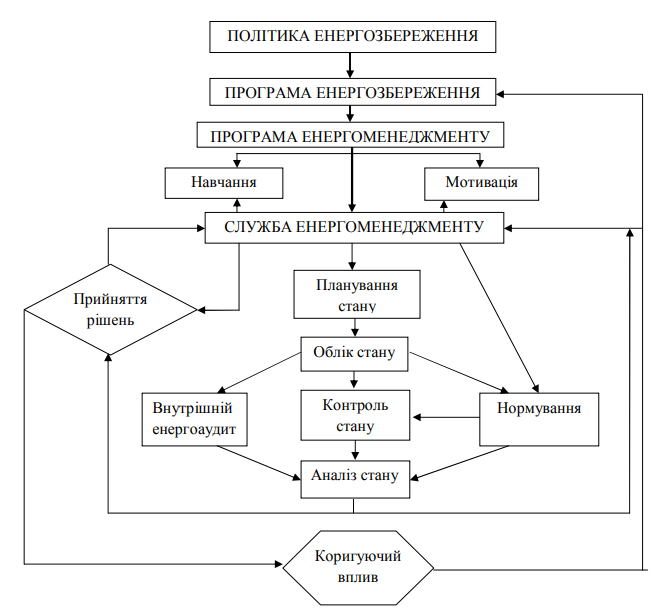 ПОЛІТИКА ЕНЕРГОЗБЕРЕЖЕННЯ
ПРОГРАМА ЕНЕРГОЗБЕРЕЖЕННЯ
ПРОГРАМА ЕНЕРГОМЕНЕДЖМЕНТУ
Навчання
Мотивація
СЛУЖБА ЕНЕРГОМЕНЕДЖМЕНТУ
Прийняття
рішень
Планування
стану
Облік стану
Внутрішній
енергоаудит
Контроль
стану
Нормування
Аналіз стану
Коригуючий
вплив